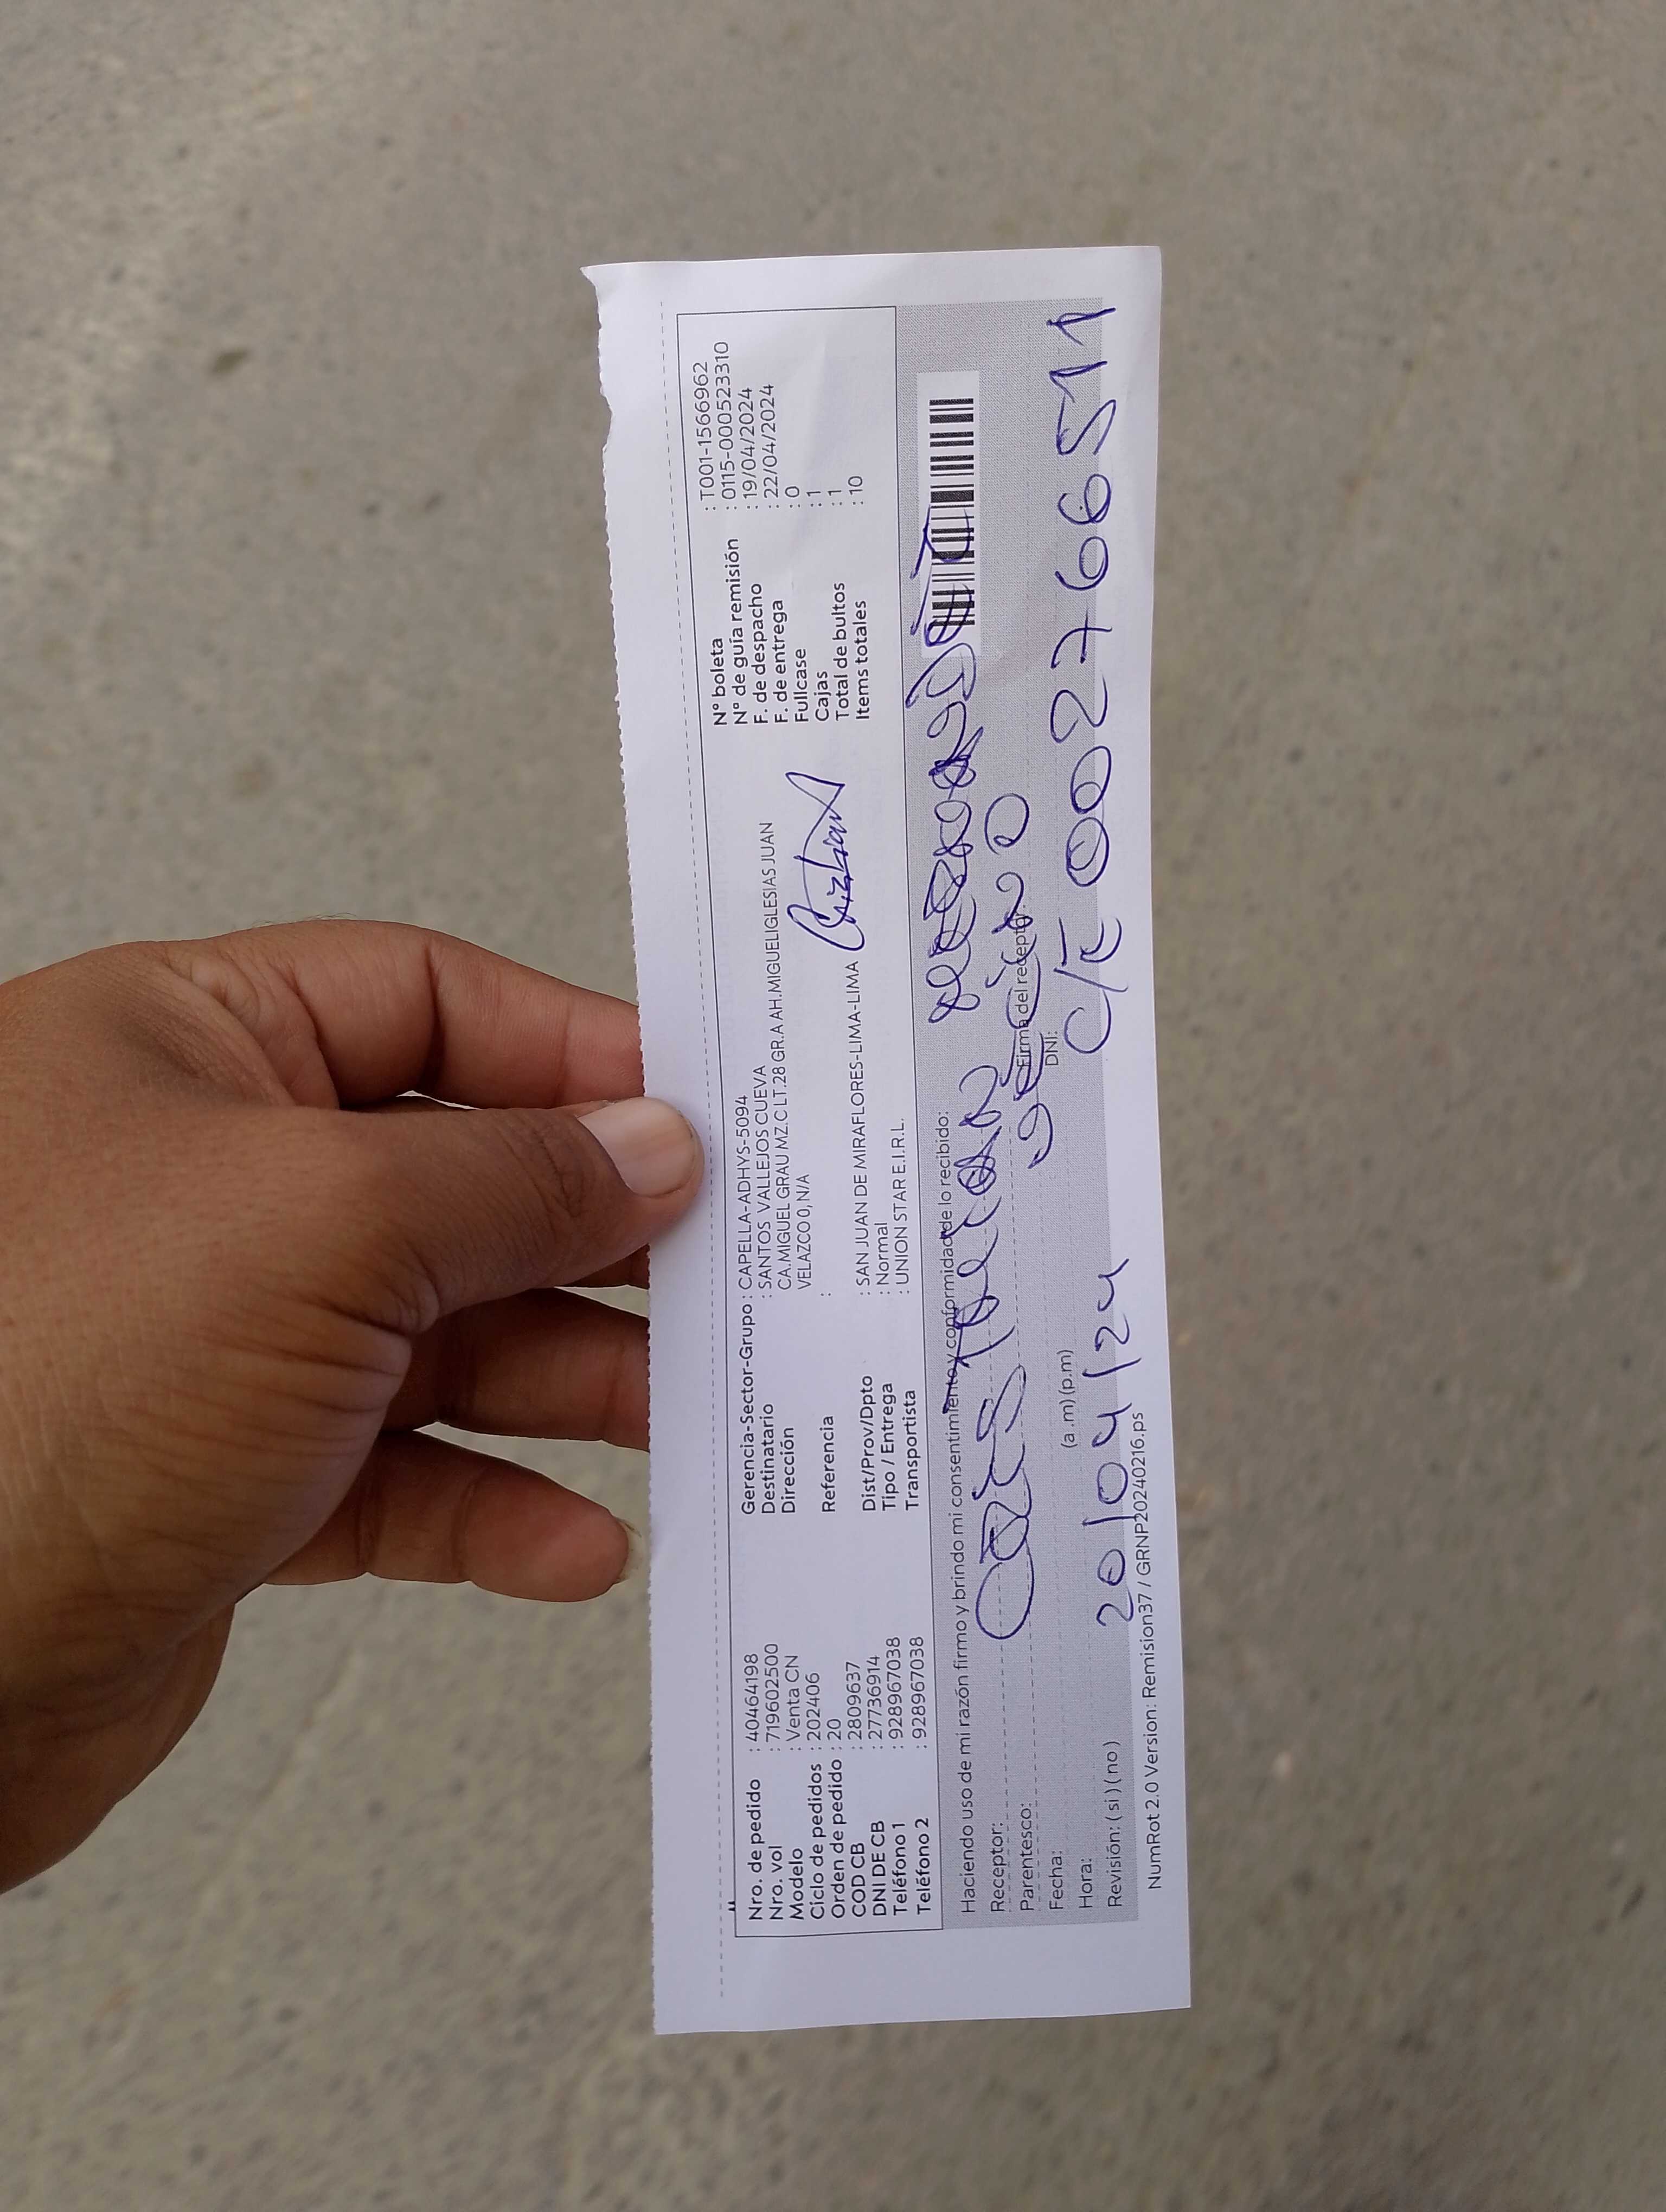 Nro. de pedido : 40464198
Nro. vol : 719602500
Modelo : Venta CN
Ciclo de pedidos : 202406
Orden de pedido : 20
COD CB : 2809637
DNI DE CB : 27736914
Teléfono 1 : 928967038
Teléfono 2 : 928967038
Gerencia-Sector-Grupo : CAPELLA-ADHYS-5094
Destinatario : SANTOS VALLEJOS CUEVA
Dirección : CA.MIGUEL GRAU MZ.C LT.28 GR.A AH.MIGUELIGLESIAS JUAN
VELAZCO 0, N/A
Referencia :
Dist/Prov/Dpto : SAN JUAN DE MIRAFLORES-LIMA-LIMA
Tipo / Entrega : Normal
Transportista : UNION STAR E.I.R.L.
N° boleta : T001-1566962
N° de guía remisión : 0115-000523310
F. de despacho : 19/04/2024
F. de entrega : 22/04/2024
Fullcase : 0
Cajas : 1
Total de bultos : 1
Items totales : 10
Haciendo uso de mi razón firmo y brindo mi consentimiento y conformidad de lo recibido:
Receptor:
Parentesco:
Firma del receptor
Fecha:
DNI: C/E 002766511
Hora: (a .m) (p.m)
20/04/24
Revisión: ( si ) ( no )
NumRot 2.0 Version: Remision37 / GRNP20240216.ps